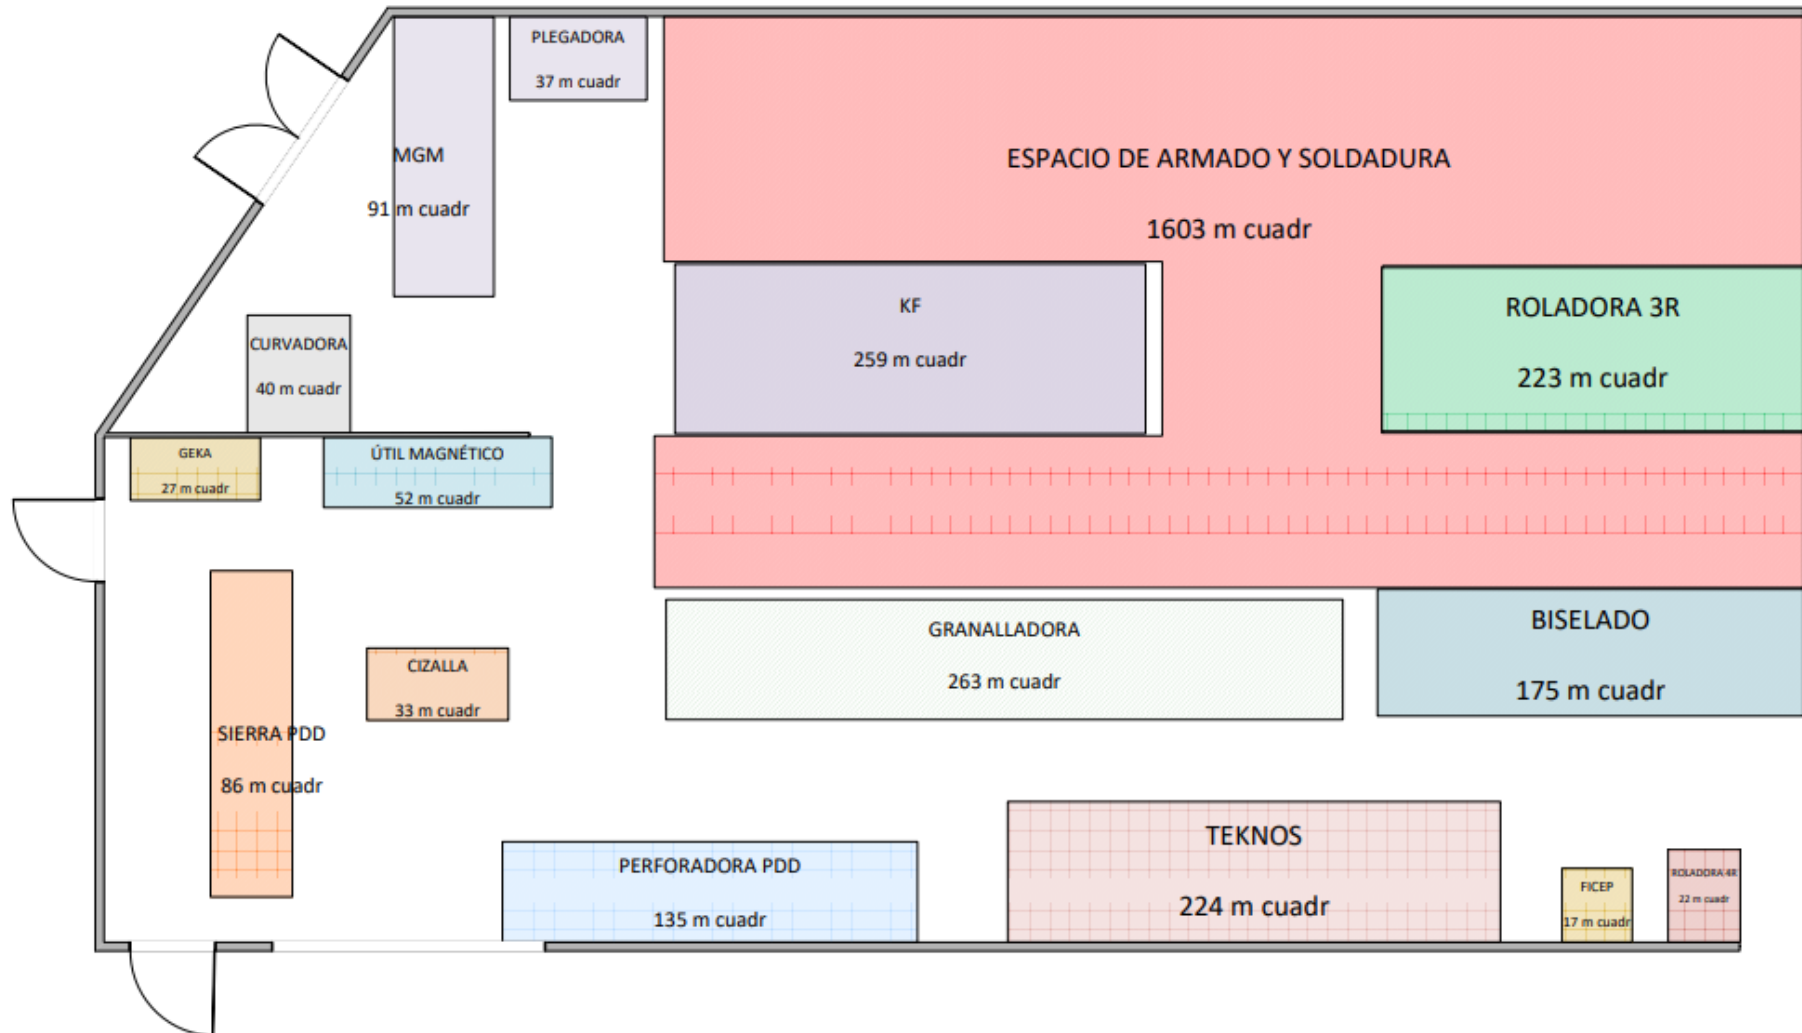 PLEGADORA
37 m cuadr
MGM
91 m cuadr
ESPACIO DE ARMADO Y SOLDADURA
1603 m cuadr
KF
259 m cuadr
ROLADORA 3R
223 m cuadr
CURVADORA
40 m cuadr
GEKA
27 m cuadr
ÚTIL MAGNÉTICO
52 m cuadr
GRANALLADORA
263 m cuadr
BISELADO
175 m cuadr
CIZALLA
33 m cuadr
SIERRA PDD
86 m cuadr
PERFORADORA PDD
135 m cuadr
TEKNOS
224 m cuadr
FICEP
17 m cuadr
ROLADORA 4R
22 m cuadr